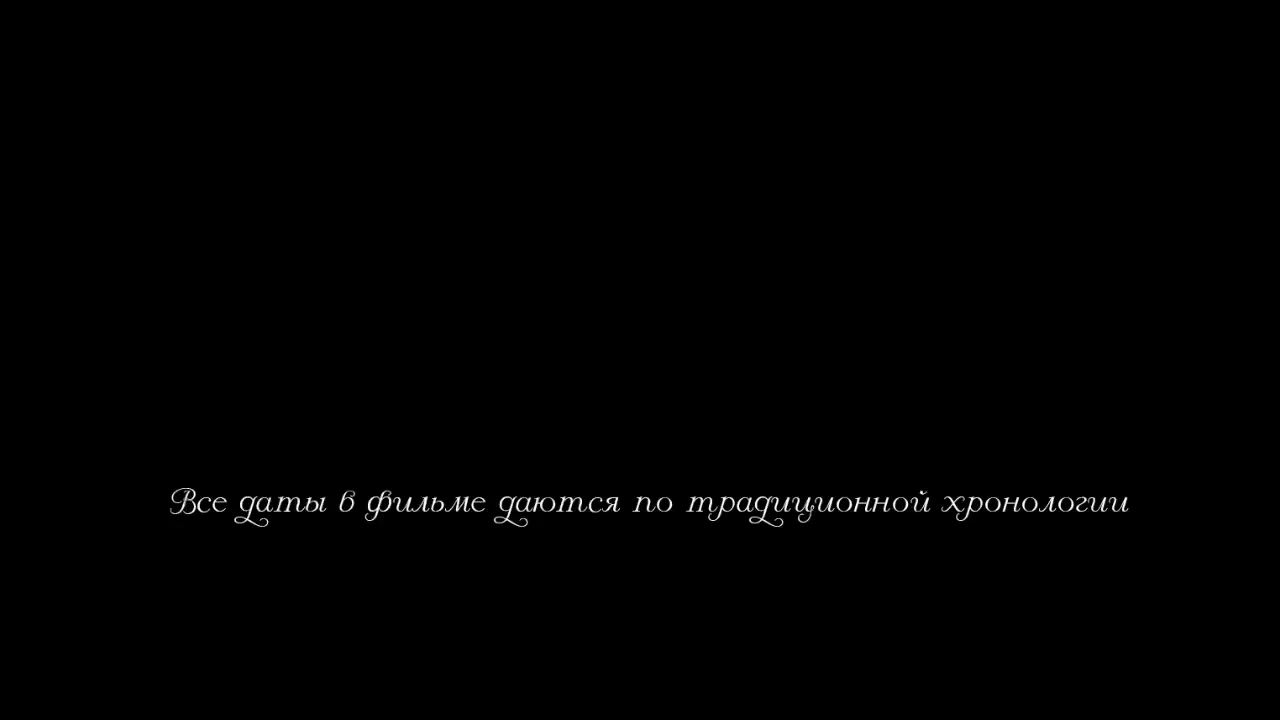 Все даты в фильме даются по традиционной хронологии